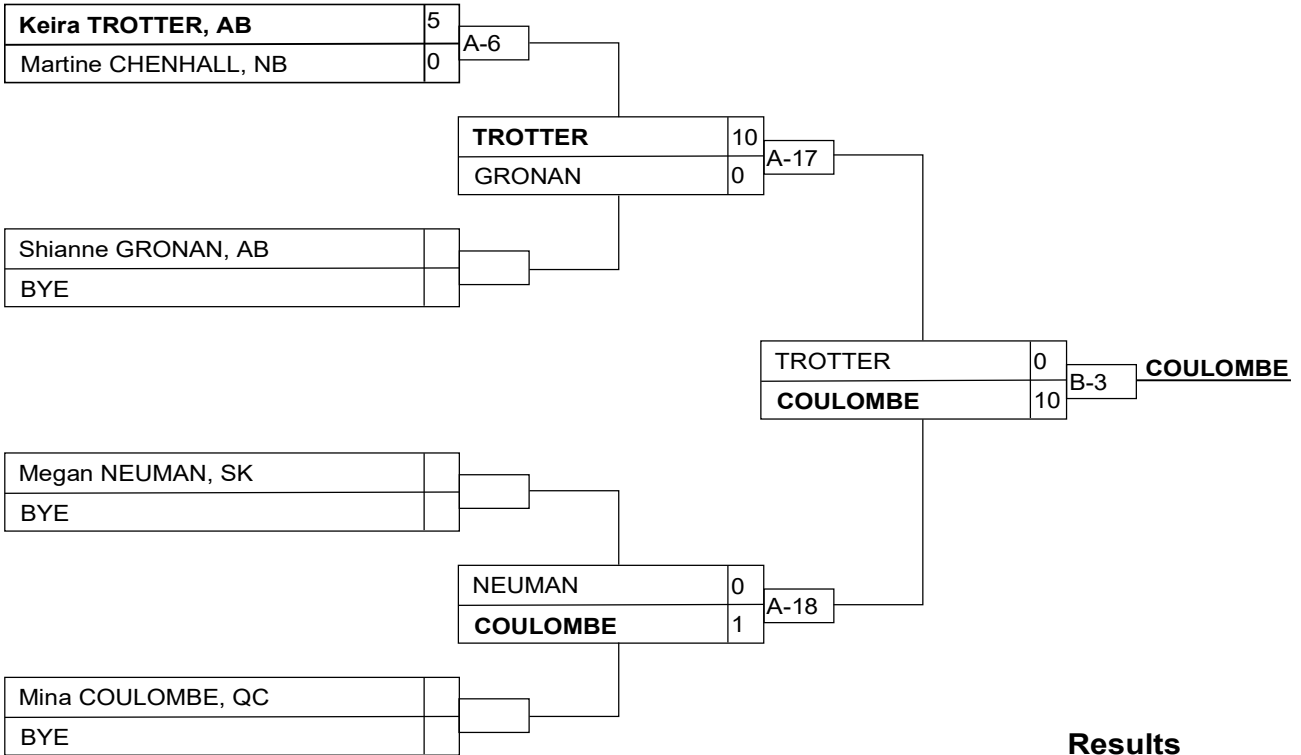 Keira TROTTER, AB 5
Martine CHENHALL, NB 0
A-6
TROTTER 10
GRONAN 0
A-17
Shianne GRONAN, AB
BYE
TROTTER 0
COULOMBE 10
B-3
COULOMBE
Megan NEUMAN, SK
BYE
NEUMAN 0
COULOMBE 1
A-18
Mina COULOMBE, QC
BYE
Results